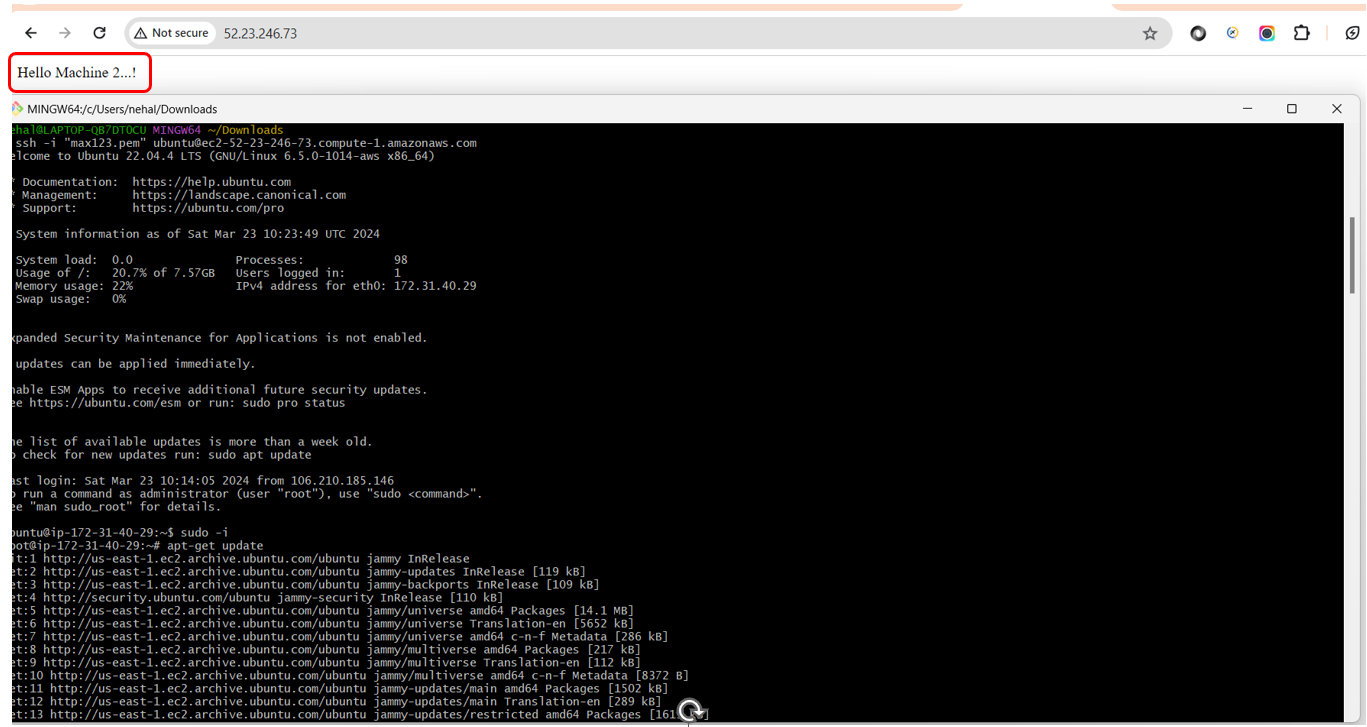 Not secure 52.23.246.73
Hello Machine 2...!
MINGW64:/c/Users/nehal/Downloads
ehal@LAPTOP-QB7DTOCU MINGW64 ~/Downloads
ssh -i "max123.pem" ubuntu@ec2-52-23-246-73.compute-1.amazonaws.com
elcome to Ubuntu 22.04.4 LTS (GNU/Linux 6.5.0-1014-aws x86_64)
* Documentation: https://help.ubuntu.com
* Management: https://landscape.canonical.com
* Support: https://ubuntu.com/pro
System information as of Sat Mar 23 10:23:49 UTC 2024
System load: 0.0 Processes: 98
Usage of /: 20.7% of 7.57GB Users logged in: 1
Memory usage: 22% IPv4 address for eth0: 172.31.40.29
Swap usage: 0%
xpanded Security Maintenance for Applications is not enabled.
updates can be applied immediately.
nable ESM Apps to receive additional future security updates.
ee https://ubuntu.com/esm or run: sudo pro status
he list of available updates is more than a week old.
o check for new updates run: sudo apt update
ast login: Sat Mar 23 10:14:05 2024 from 106.210.185.146
o run a command as administrator (user "root"), use "sudo <command>".
ee "man sudo_root" for details.
buntu@ip-172-31-40-29:~$ sudo -i
oot@ip-172-31-40-29:~# apt-get update
it:1 http://us-east-1.ec2.archive.ubuntu.com/ubuntu jammy InRelease
et:2 http://us-east-1.ec2.archive.ubuntu.com/ubuntu jammy-updates InRelease [119 kB]
et:3 http://us-east-1.ec2.archive.ubuntu.com/ubuntu jammy-backports InRelease [109 kB]
et:4 http://security.ubuntu.com/ubuntu jammy-security InRelease [110 kB]
et:5 http://us-east-1.ec2.archive.ubuntu.com/ubuntu jammy/universe amd64 Packages [14.1 MB]
et:6 http://us-east-1.ec2.archive.ubuntu.com/ubuntu jammy/universe Translation-en [5652 kB]
et:7 http://us-east-1.ec2.archive.ubuntu.com/ubuntu jammy/universe amd64 c-n-f Metadata [286 kB]
et:8 http://us-east-1.ec2.archive.ubuntu.com/ubuntu jammy/multiverse amd64 Packages [217 kB]
et:9 http://us-east-1.ec2.archive.ubuntu.com/ubuntu jammy/multiverse Translation-en [112 kB]
et:10 http://us-east-1.ec2.archive.ubuntu.com/ubuntu jammy/multiverse amd64 c-n-f Metadata [8372 B]
et:11 http://us-east-1.ec2.archive.ubuntu.com/ubuntu jammy-updates/main amd64 Packages [1502 kB]
et:12 http://us-east-1.ec2.archive.ubuntu.com/ubuntu jammy-updates/main Translation-en [289 kB]
et:13 http://us-east-1.ec2.archive.ubuntu.com/ubuntu jammy-updates/restricted amd64 Packages